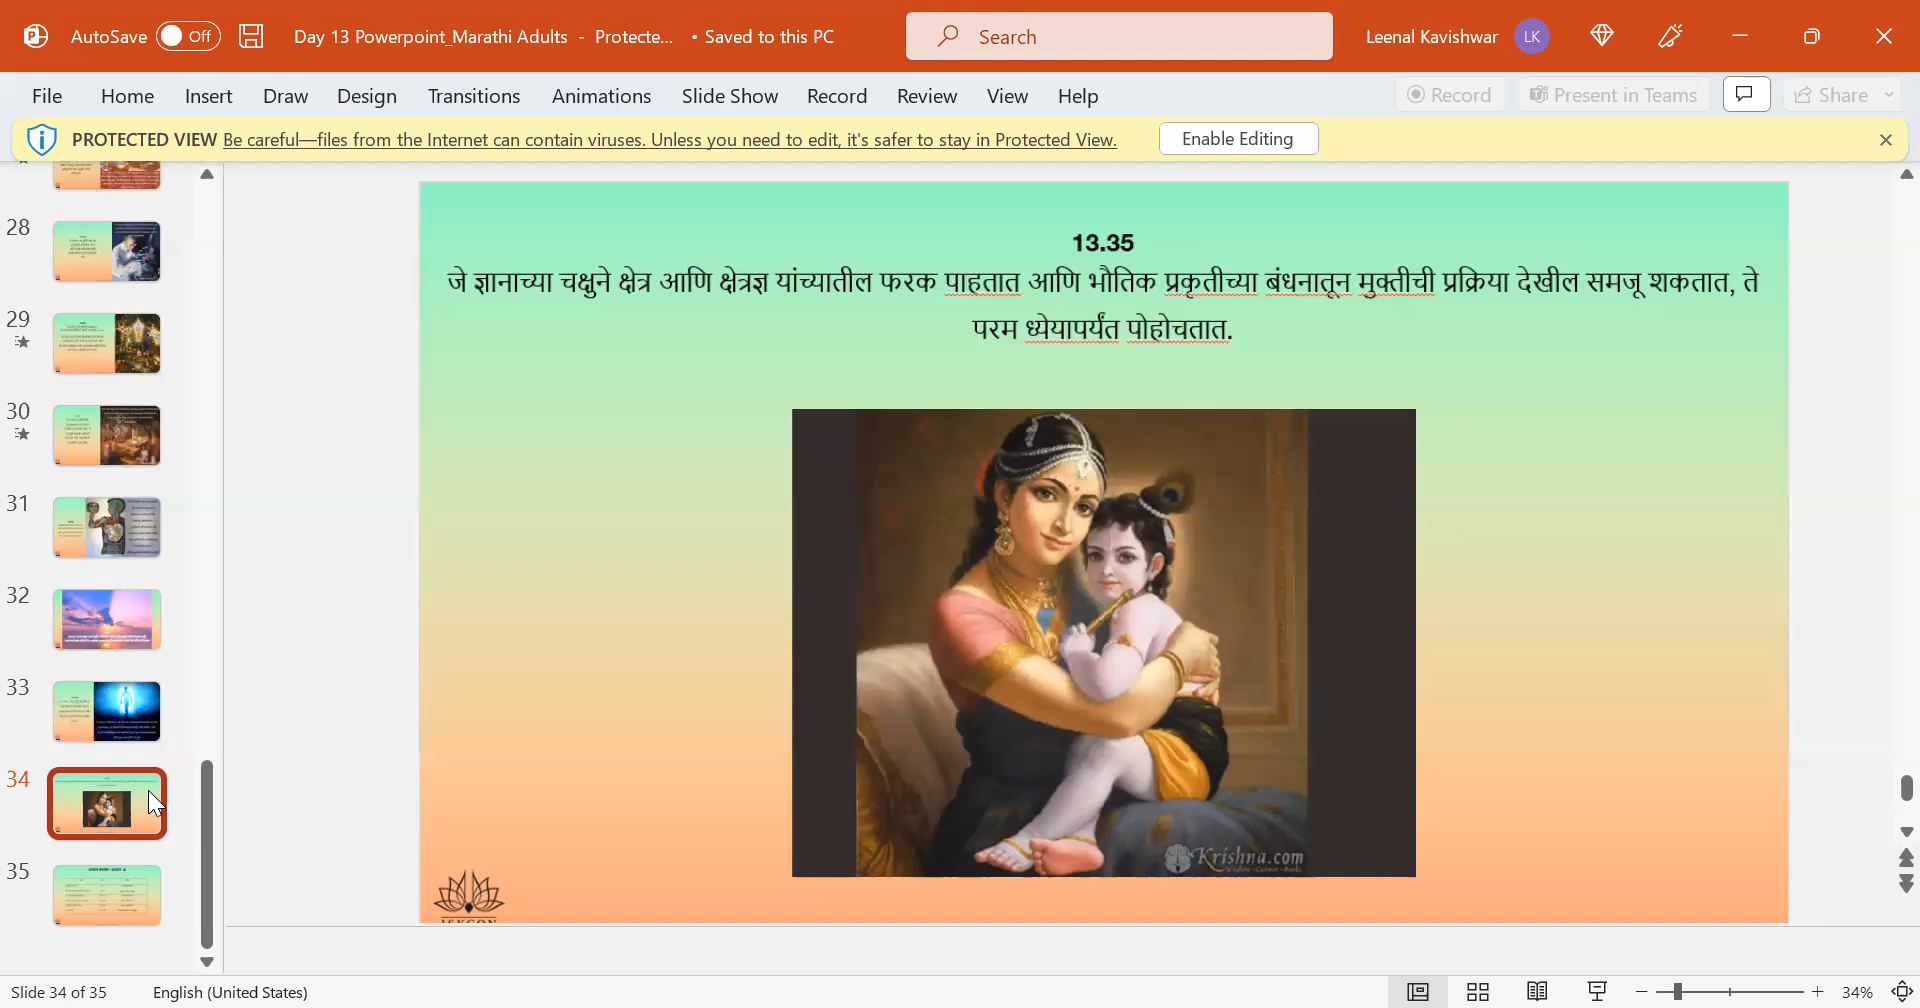 AutoSave Off Day 13 Powerpoint_Marathi Adults - Protecte... • Saved to this PC Search Leenal Kavishwar LK
File Home Insert Draw Design Transitions Animations Slide Show Record Review View Help Record Present in Teams Share
PROTECTED VIEW Be careful—files from the Internet can contain viruses. Unless you need to edit, it's safer to stay in Protected View. Enable Editing
28
29
30
31
32
33
34
35
13.35
जे ज्ञानाच्या चक्षुने क्षेत्र आणि क्षेत्रज्ञ यांच्यातील फरक पाहतात आणि भौतिक प्रकृतीच्या बंधनातून मुक्तीची प्रक्रिया देखील समजू शकतात, ते
परम ध्येयापर्यंत पोहोचतात.
Krishna.com
ISKCON
Slide 34 of 35 English (United States) 34%